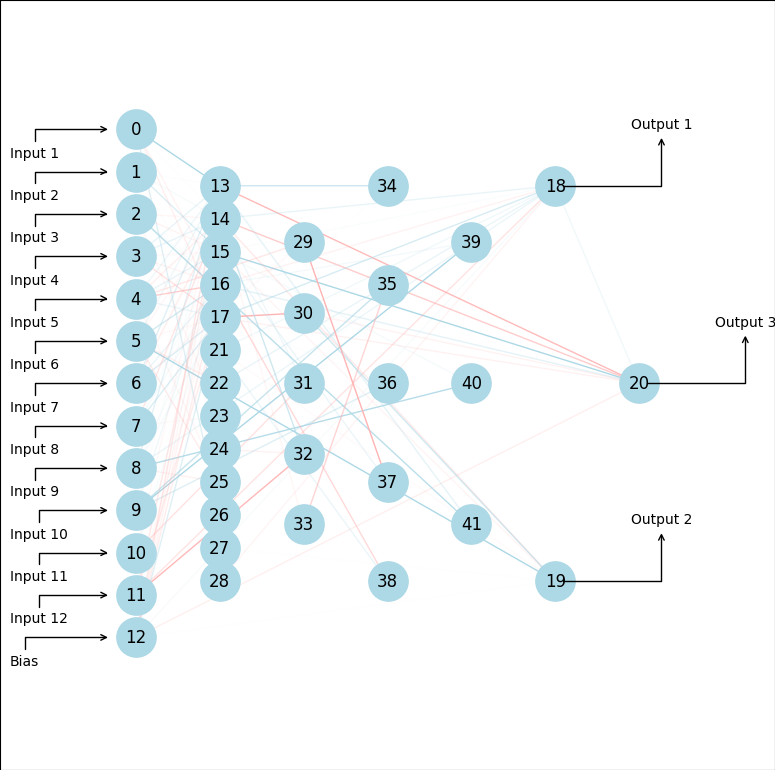 0
Input 1
1
Input 2
2
Input 3
3
Input 4
4
Input 5
5
Input 6
6
Input 7
7
Input 8
8
Input 9
9
Input 10
10
Input 11
11
Input 12
12
Bias
13
14
15
16
17
21
22
23
24
25
26
27
28
29
30
31
32
33
34
35
36
37
38
39
40
41
18
19
20
Output 1
Output 3
Output 2